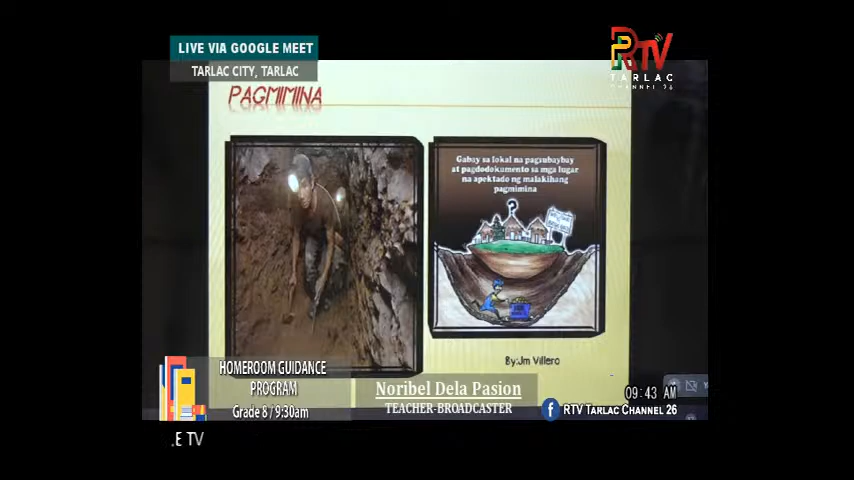 LIVE VIA GOOGLE MEET
TARLAC CITY, TARLAC
RTV
TARLAC
CHANNEL 26
PAGMIMINA
Gabay sa lokal na pagsubaybay
at pagdodokumento sa mga lugar
na apektado ng malakihang
pagmimina
?
By:Jm Villero
HOMEROOM GUIDANCE
PROGRAM
Grade 8 / 9:30am
Noribel Dela Pasion
TEACHER-BROADCASTER
09:43 AM
RTV TARLAC CHANNEL 26
.E TV